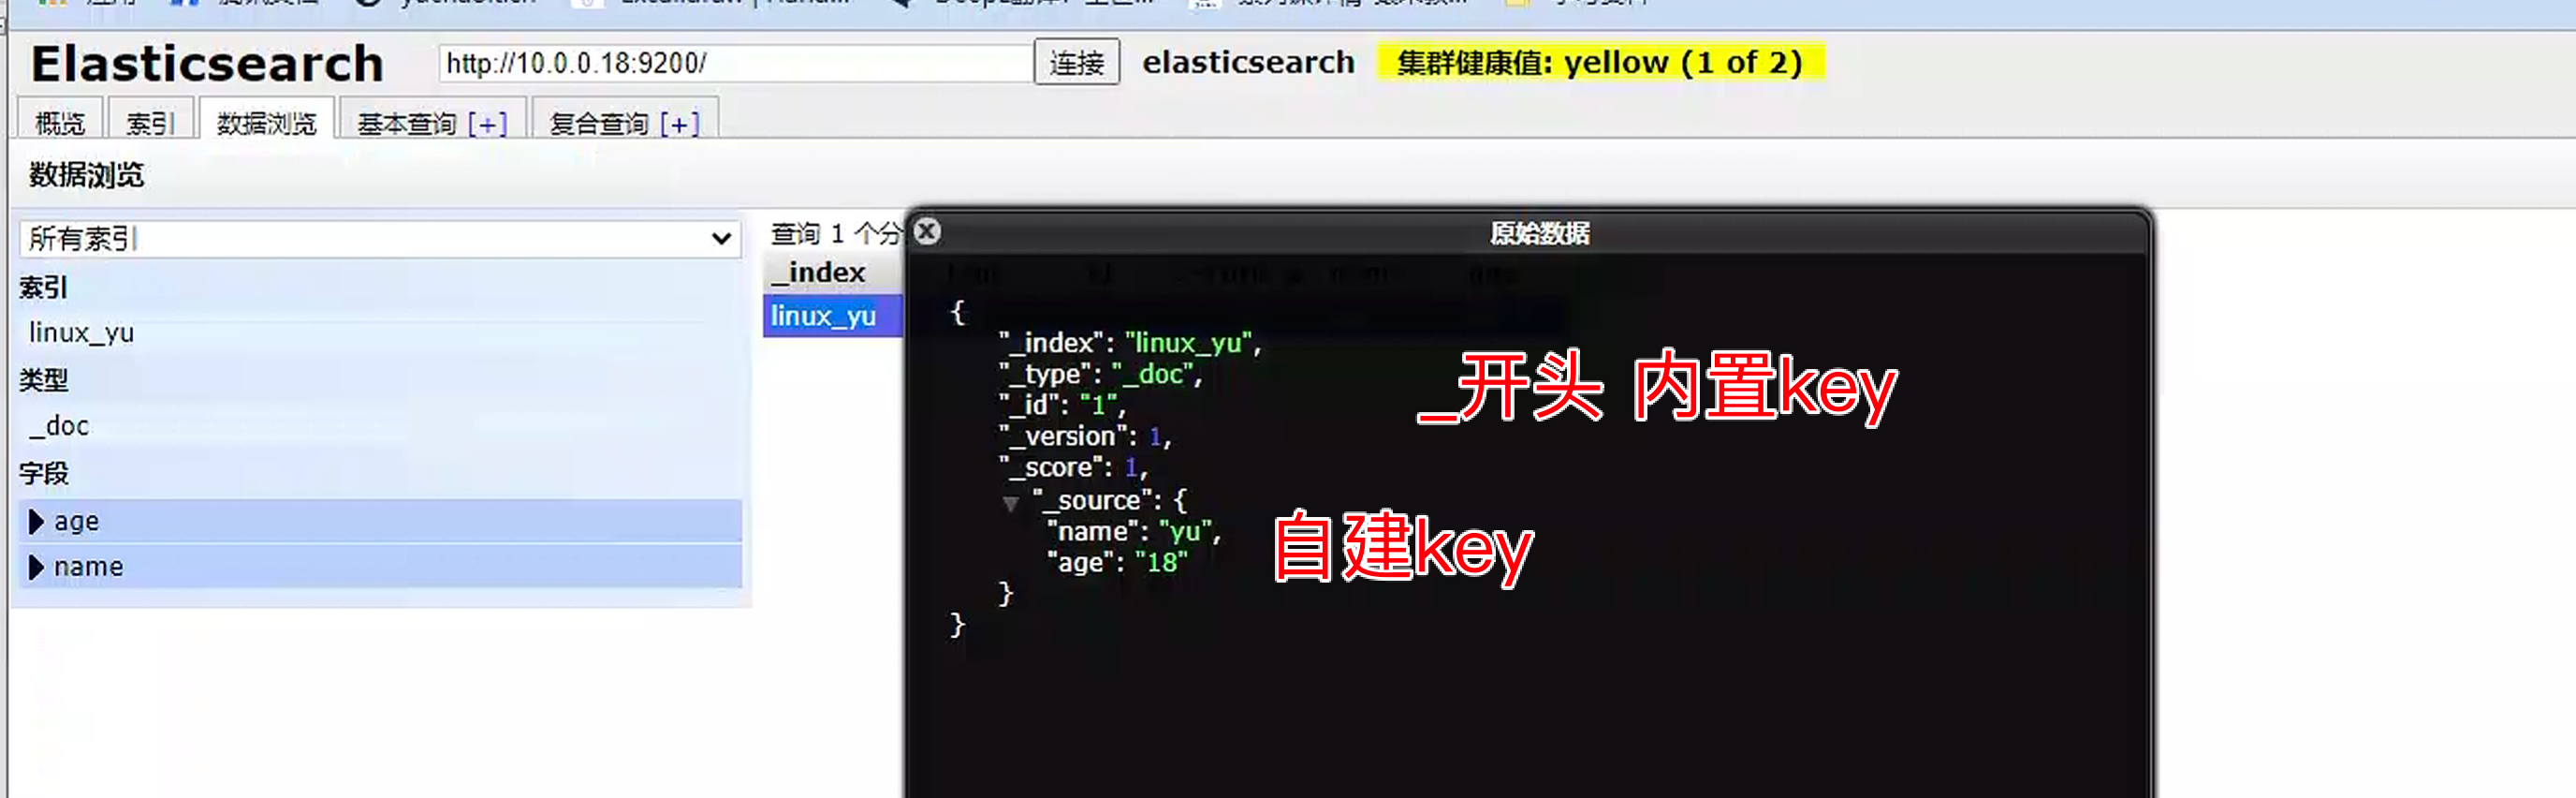 Elasticsearch http://10.0.0.18:9200/ 连接 elasticsearch 集群健康值: yellow (1 of 2)
概览 索引 数据浏览 基本查询 [+] 复合查询 [+]
数据浏览
所有索引
索引
linux_yu
类型
_doc
字段
age
name
查询 1 个分
_index
linux_yu
原始数据
{
"_index": "linux_yu",
"_type": "_doc",
"_id": "1",
"_version": 1,
"_score": 1,
"_source": {
"name": "yu",
"age": "18"
}
}
_开头 内置key
自建key